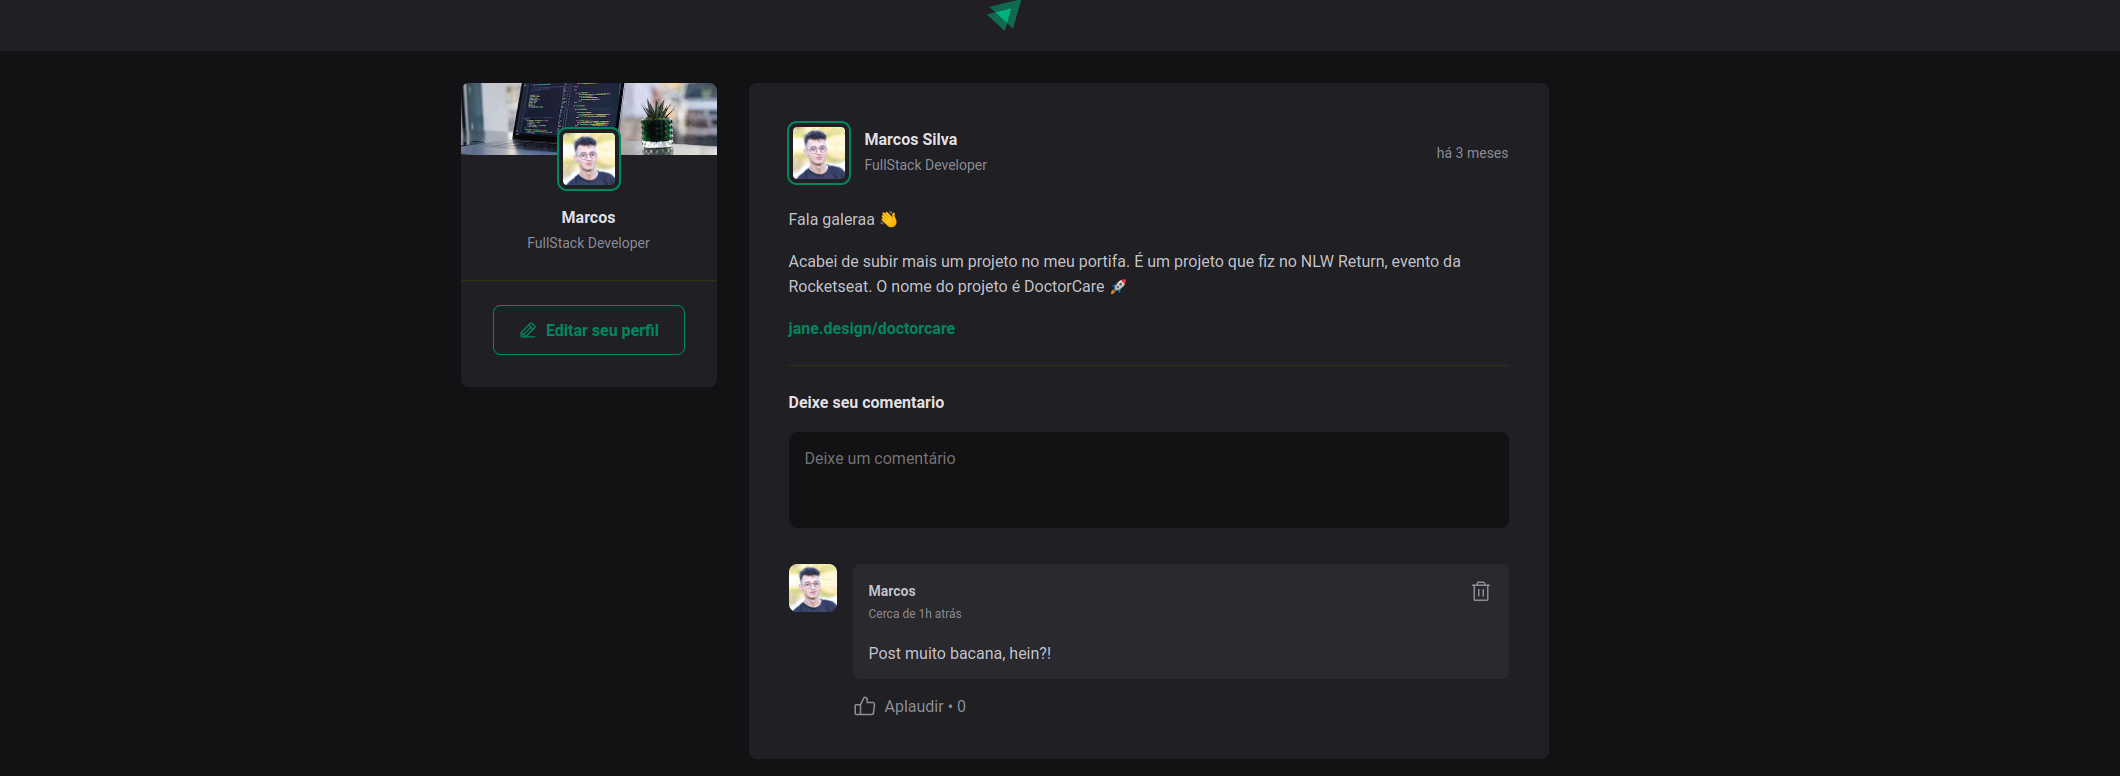 Marcos
FullStack Developer
Editar seu perfil
Marcos Silva
FullStack Developer
há 3 meses
Fala galeraa 👋
Acabei de subir mais um projeto no meu portifa. É um projeto que fiz no NLW Return, evento da
Rocketseat. O nome do projeto é DoctorCare 🚀
jane.design/doctorcare
Deixe seu comentario
Deixe um comentário
Marcos
Cerca de 1h atrás
Post muito bacana, hein?!
Aplaudir • 0